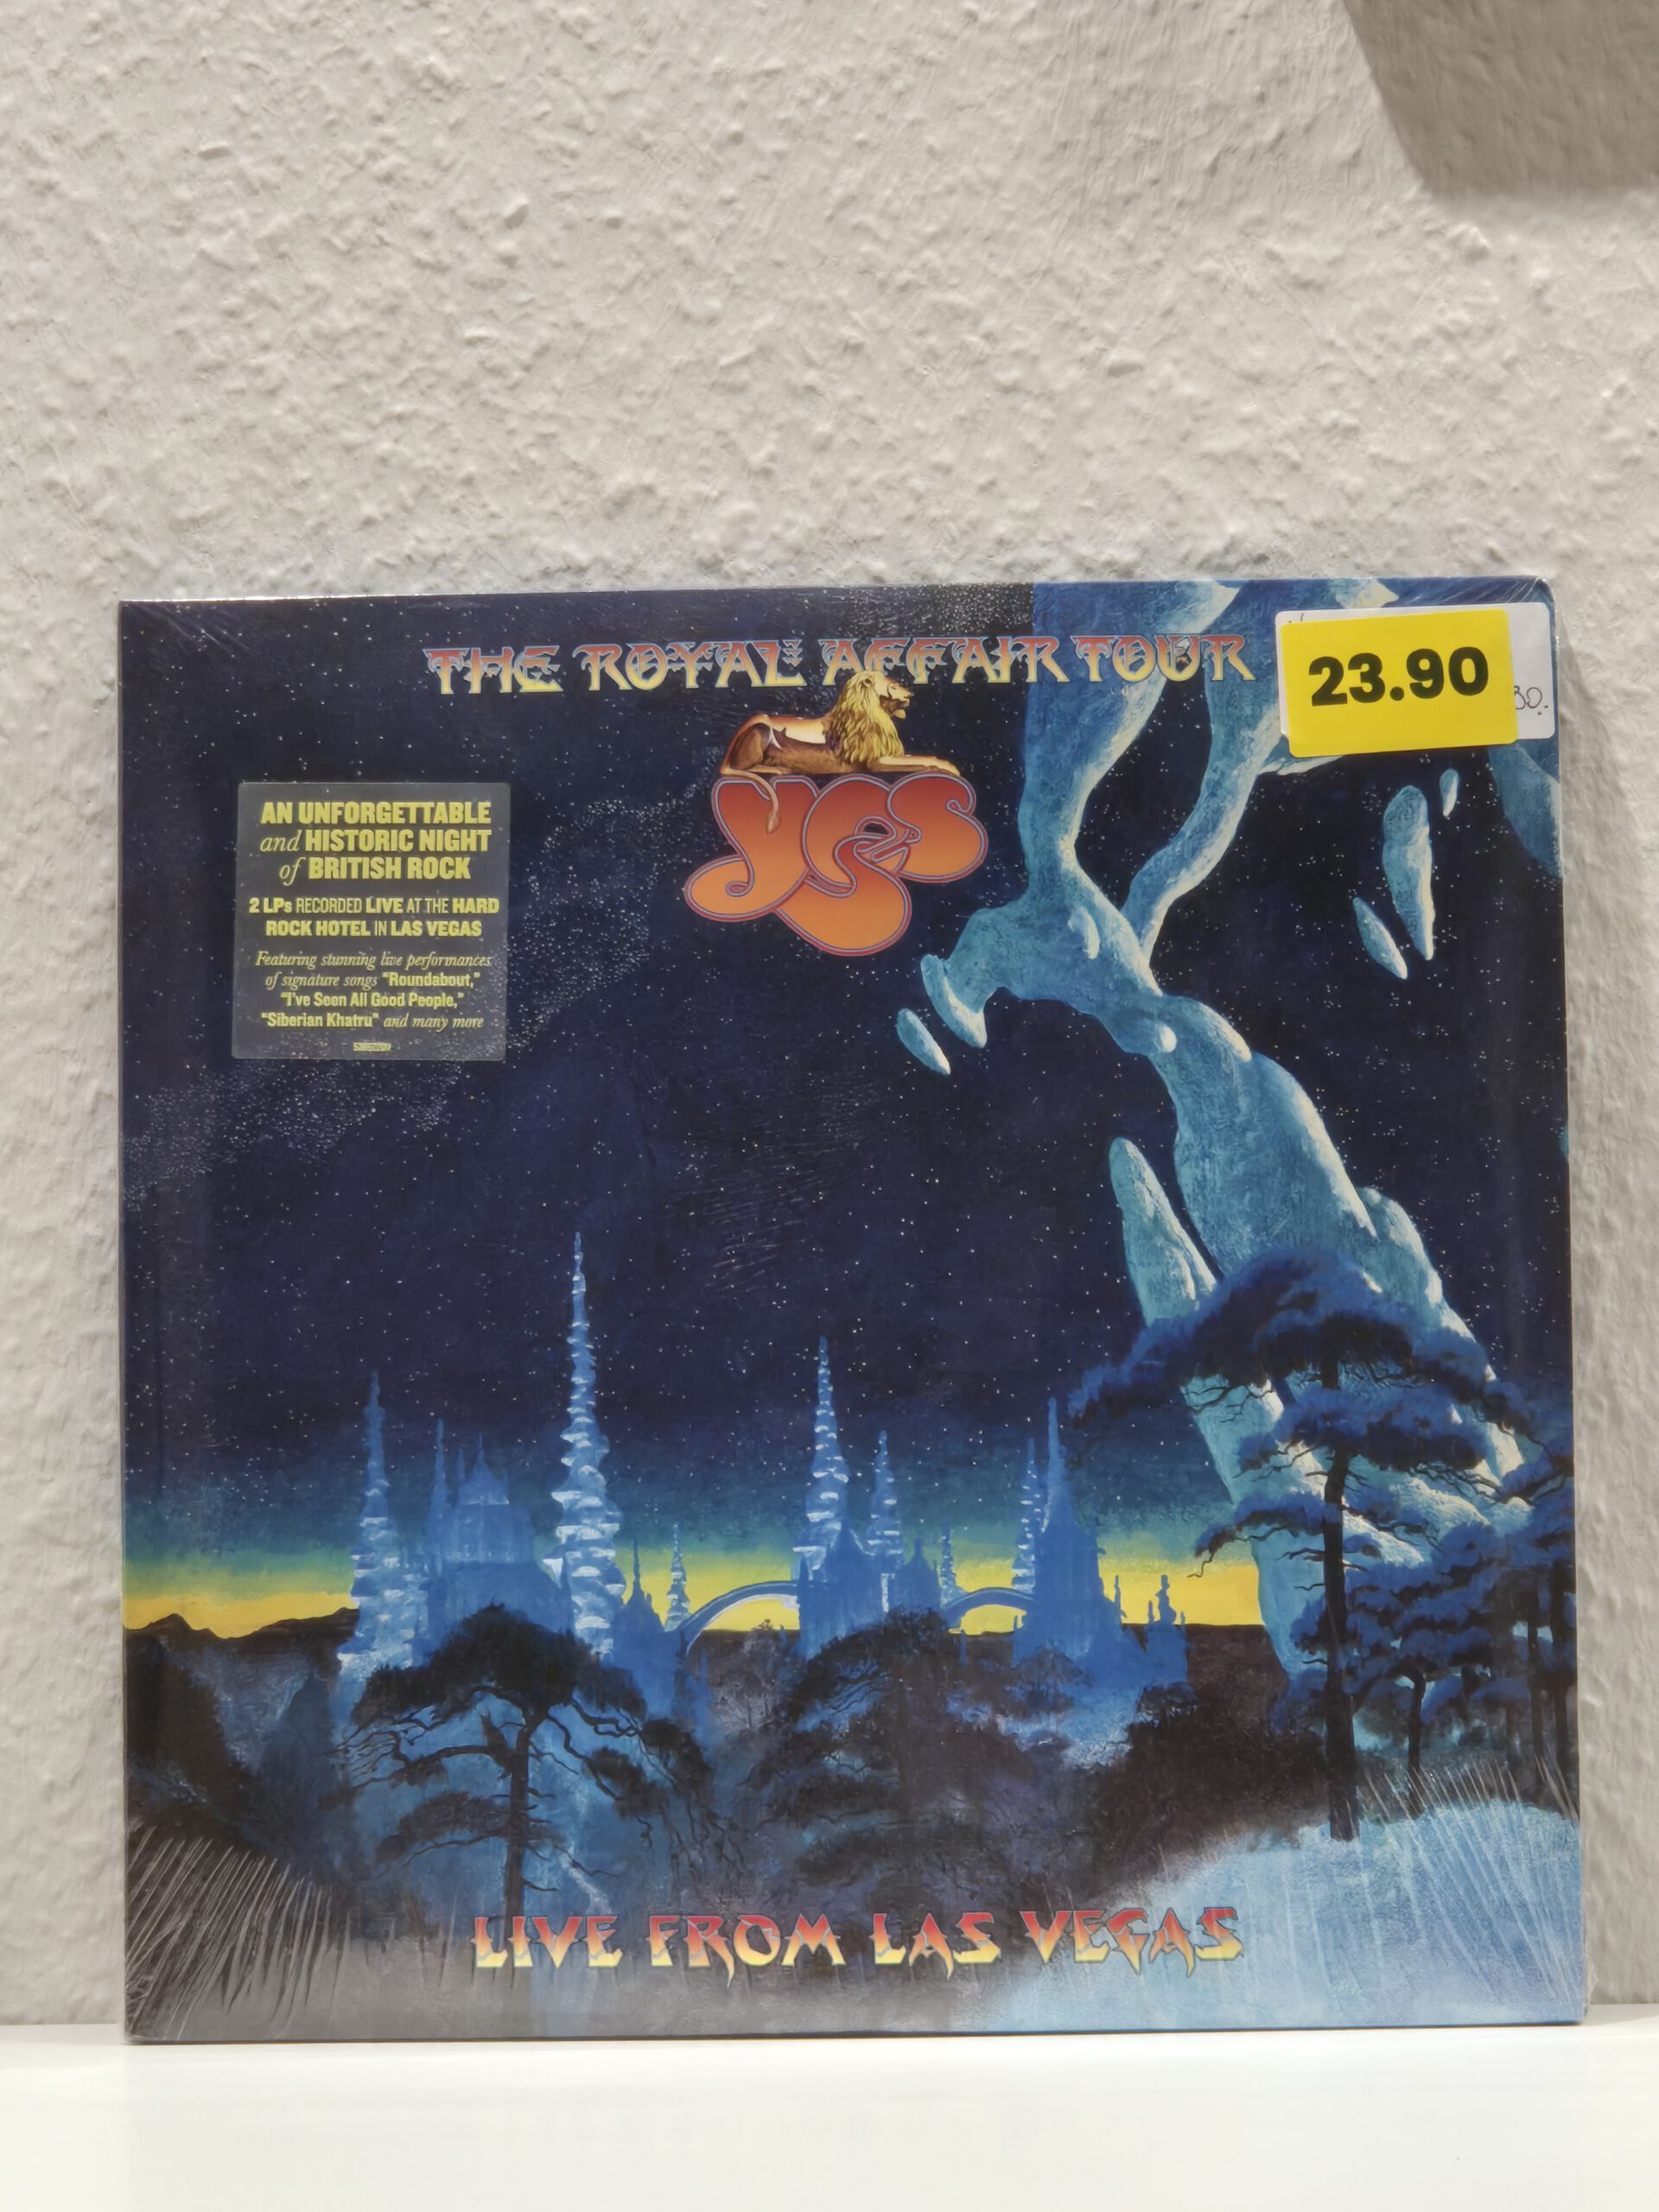 THE ROYAL AFFAIR TOUR
23.90
yes
AN UNFORGETTABLE
and HISTORIC NIGHT
of BRITISH ROCK
2 LPs RECORDED LIVE AT THE HARD
ROCK HOTEL IN LAS VEGAS
Featuring stunning live performances
of signature songs "Roundabout,"
"I've Seen All Good People,"
"Siberian Khatru" and many more
LIVE FROM LAS VEGAS